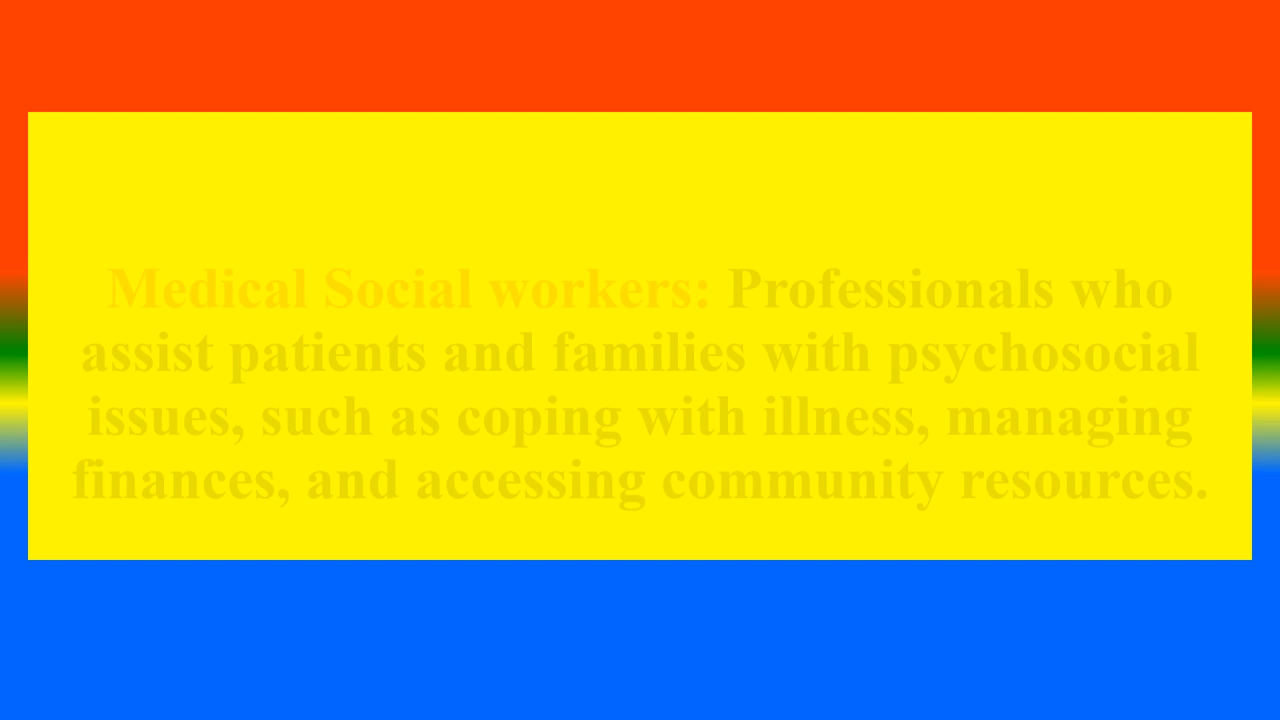 Medical Social workers: Professionals who
assist patients and families with psychosocial
issues, such as coping with illness, managing
finances, and accessing community resources.